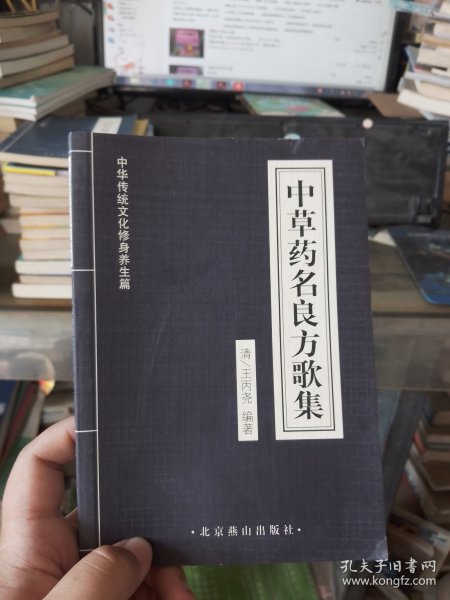 中华传统文化修身养生篇
中草药名良方歌集
清/王丙尧 编著
·北京燕山出版社·
孔夫子旧书网
www.kongfz.com